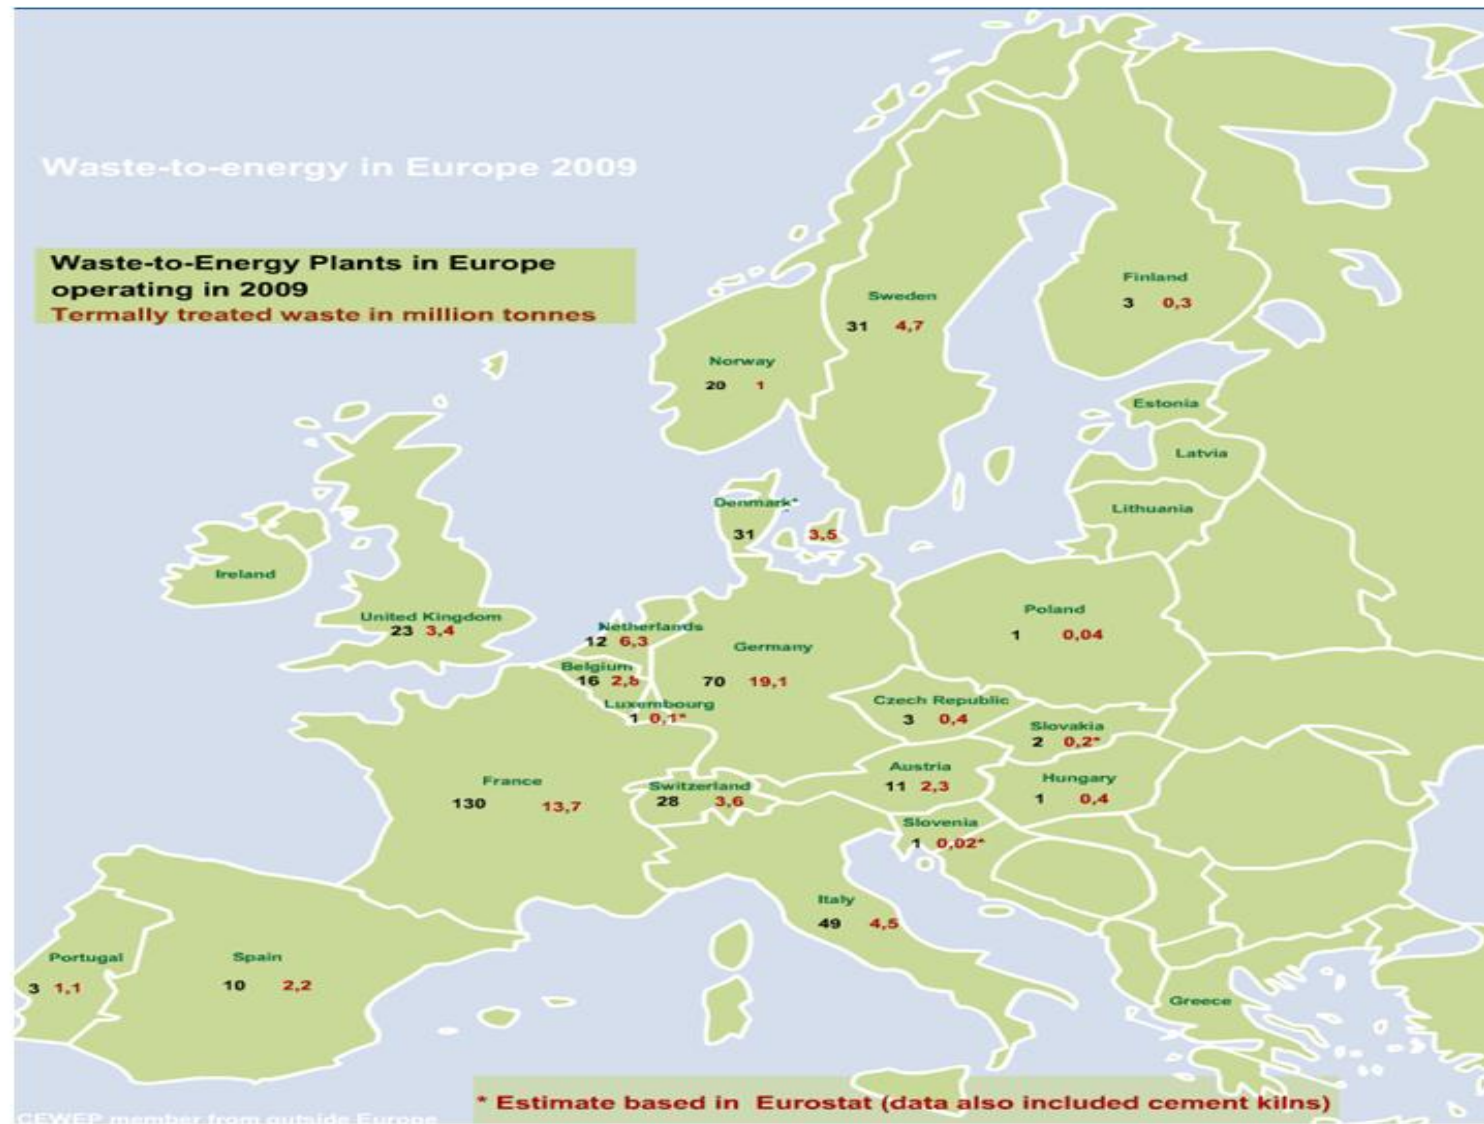 Waste-to-energy in Europe 2009
Waste-to-Energy Plants in Europe
operating in 2009
Termally treated waste in million tonnes
Finland
3 0,3
Sweden
31 4,7
Norway
20 1
Estonia
Latvia
Denmark*
Lithuania
31 3,5
Ireland
United Kingdom
23 3,4
Netherlands
12 6,3
Poland
1 0,04
Germany
70 19,1
Belgium
16 2,8
Luxembourg
1 0,1*
Czech Republic
3 0,4
Slovakia
2 0,2*
Austria
11 2,3
Hungary
1 0,4
France
130 13,7
Switzerland
28 3,6
Slovenia
1 0,02*
Italy
49 4,5
Portugal
3 1,1
Spain
10 2,2
Greece
* Estimate based in Eurostat (data also included cement kilns)
CEWEP member from outside Europe